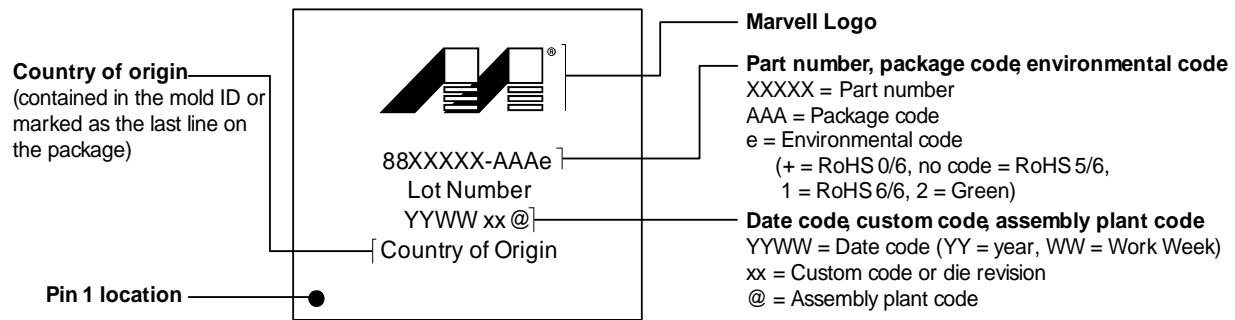 Marvell Logo
Country of origin
(contained in the mold ID or
marked as the last line on
the package)
Part number, package code, environmental code
XXXXX = Part number
AAA = Package code
e = Environmental code
(+ = RoHS 0/6, no code = RoHS 5/6,
1 = RoHS 6/6, 2 = Green)
®
88XXXXX-AAAe
Lot Number
YYWW xx @
Country of Origin
Date code, custom code, assembly plant code
YYWW = Date code (YY = year, WW = Work Week)
xx = Custom code or die revision
@ = Assembly plant code
Pin 1 location